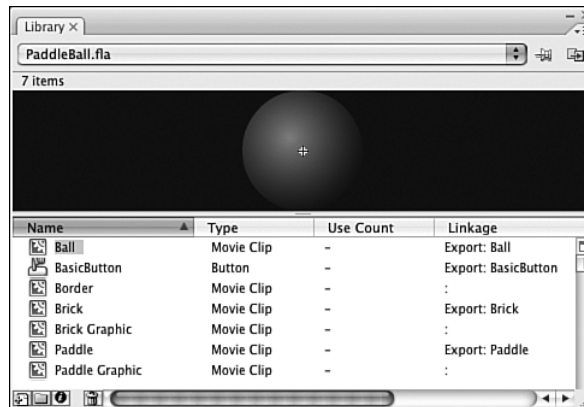 Library ×
PaddleBall.fla
7 items
Name Type Use Count Linkage
Ball Movie Clip - Export: Ball
BasicButton Button - Export: BasicButton
Border Movie Clip - :
Brick Movie Clip - Export: Brick
Brick Graphic Movie Clip - :
Paddle Movie Clip - Export: Paddle
Paddle Graphic Movie Clip - :